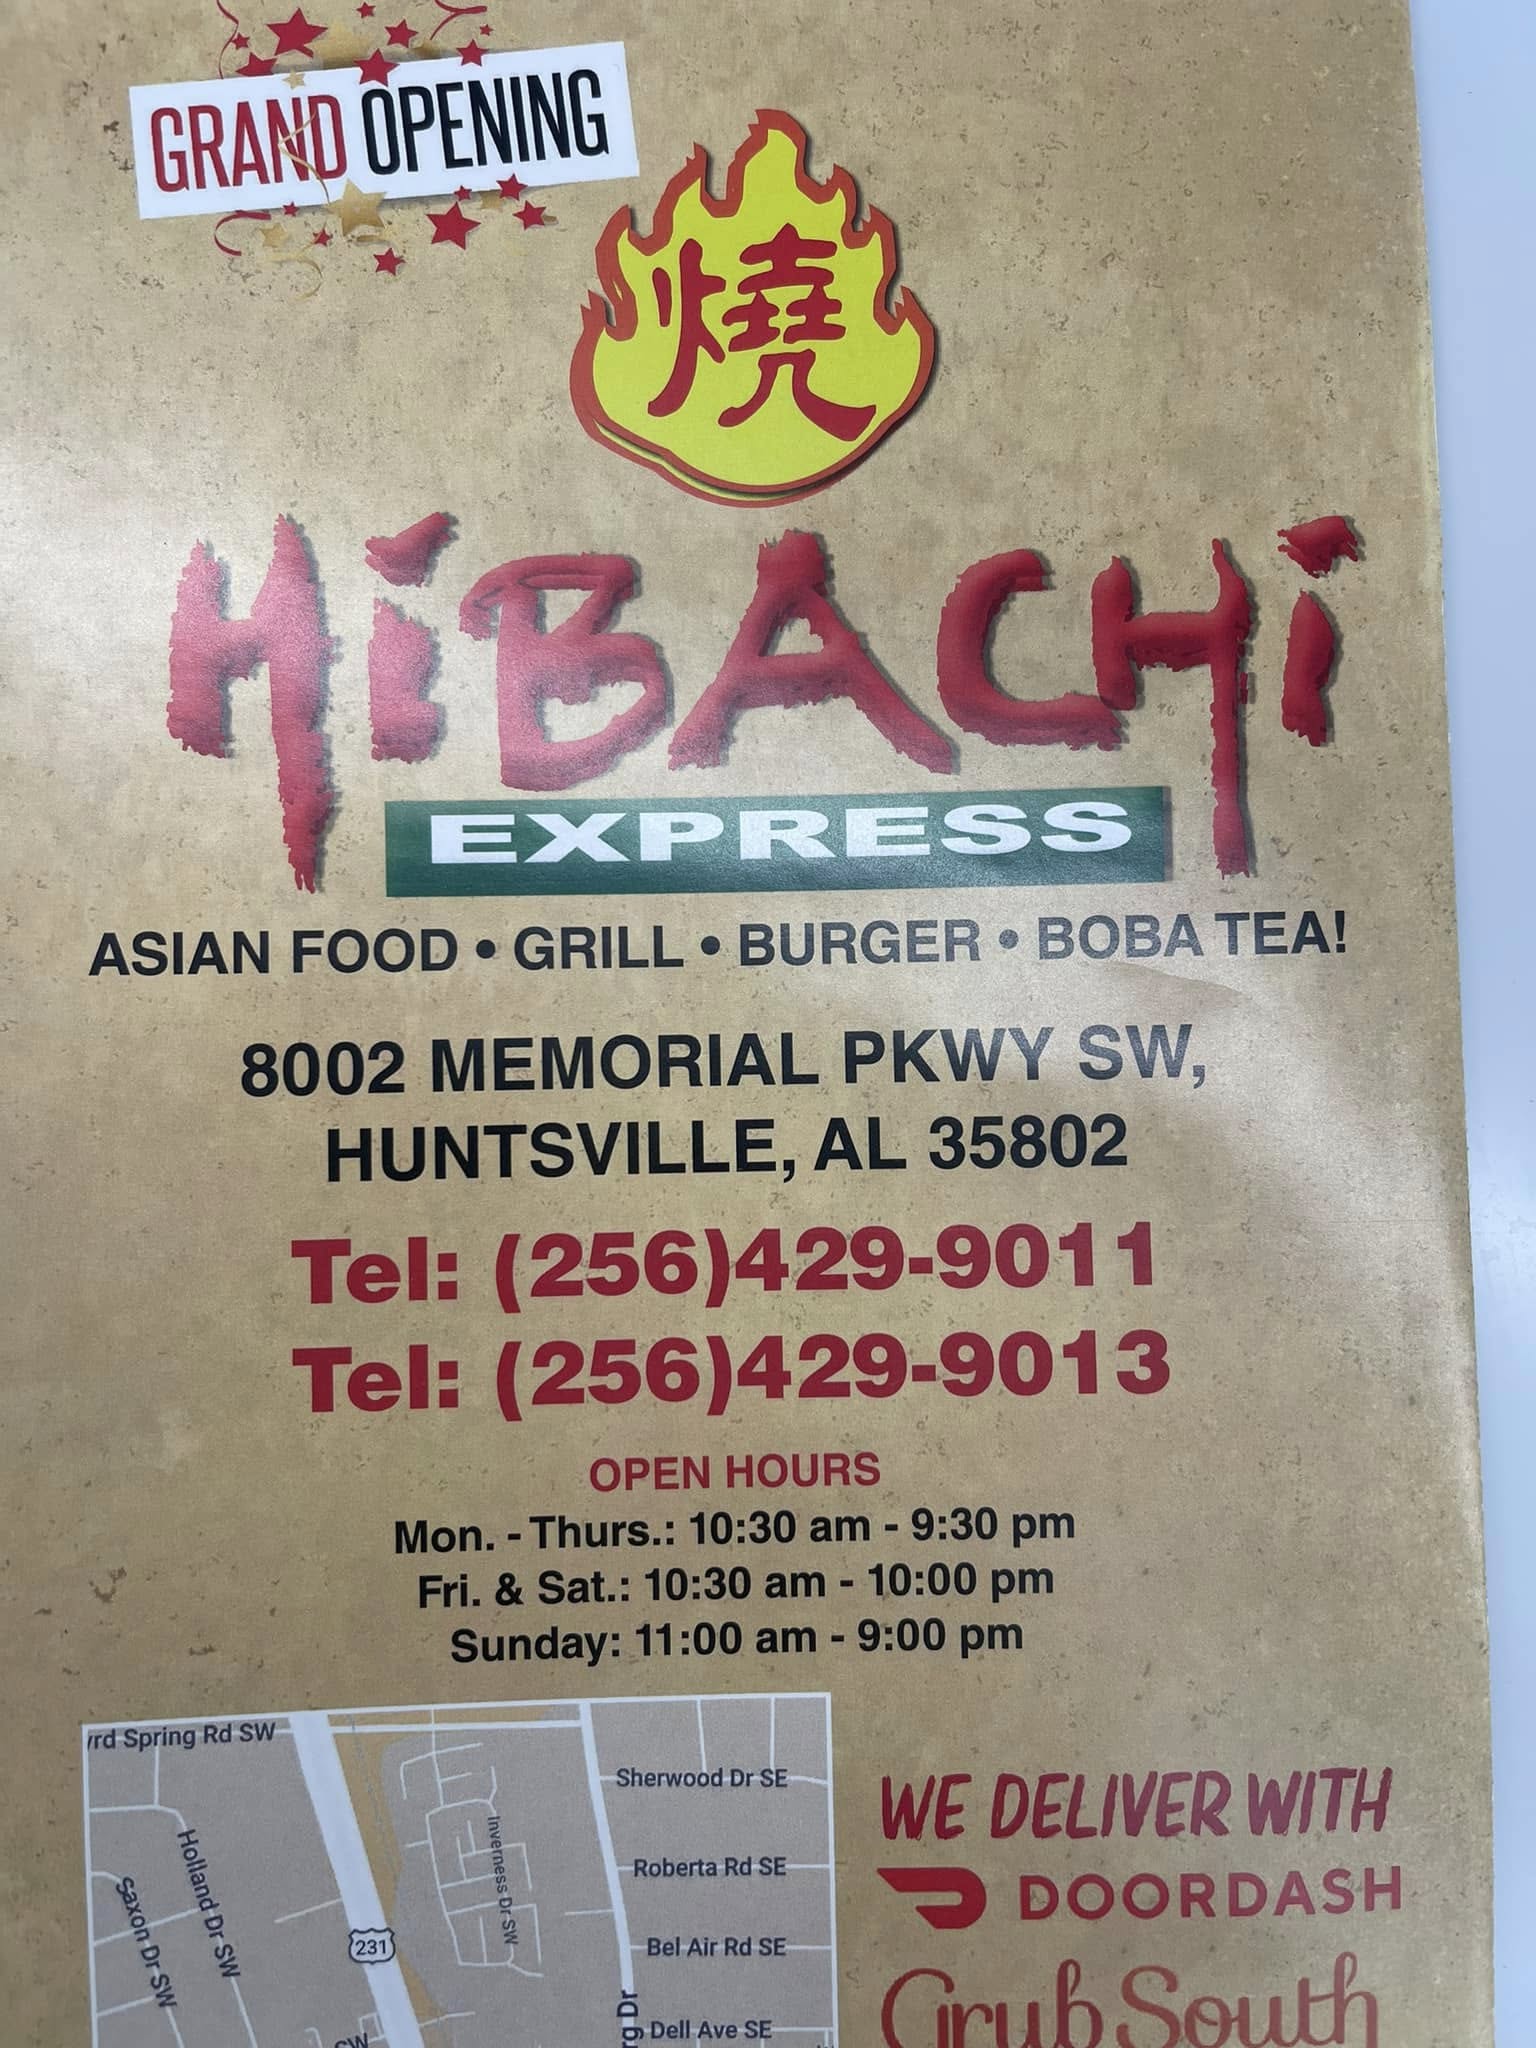 GRAND OPENING
燒
HiBACHi
EXPRESS
ASIAN FOOD • GRILL • BURGER • BOBA TEA!
8002 MEMORIAL PKWY SW,
HUNTSVILLE, AL 35802
Tel: (256)429-9011
Tel: (256)429-9013
OPEN HOURS
Mon. - Thurs.: 10:30 am - 9:30 pm
Fri. & Sat.: 10:30 am - 10:00 pm
Sunday: 11:00 am - 9:00 pm
Spring Rd SW
Sherwood Dr SE
Holland Dr SW
Saxon Dr SW
Inverness Dr SW
Roberta Rd SE
231
Bel Air Rd SE
Dr
Dell Ave SE
WE DELIVER WITH
DOORDASH
GrubSouth